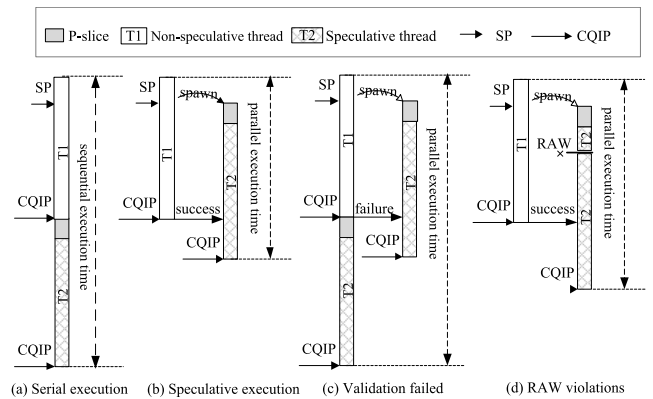 P-slice T1 Non-speculative thread T2 Speculative thread SP CQIP
SP
T1
CQIP
T2
CQIP
sequential execution time
(a) Serial execution
SP
spawn
T1
T2
CQIP
success
CQIP
parallel execution time
(b) Speculative execution
SP
spawn
T1
T2
CQIP
failure
CQIP
T2
CQIP
parallel execution time
(c) Validation failed
SP
spawn
T1
T2
RAW
×
T2
CQIP
success
CQIP
parallel execution time
(d) RAW violations